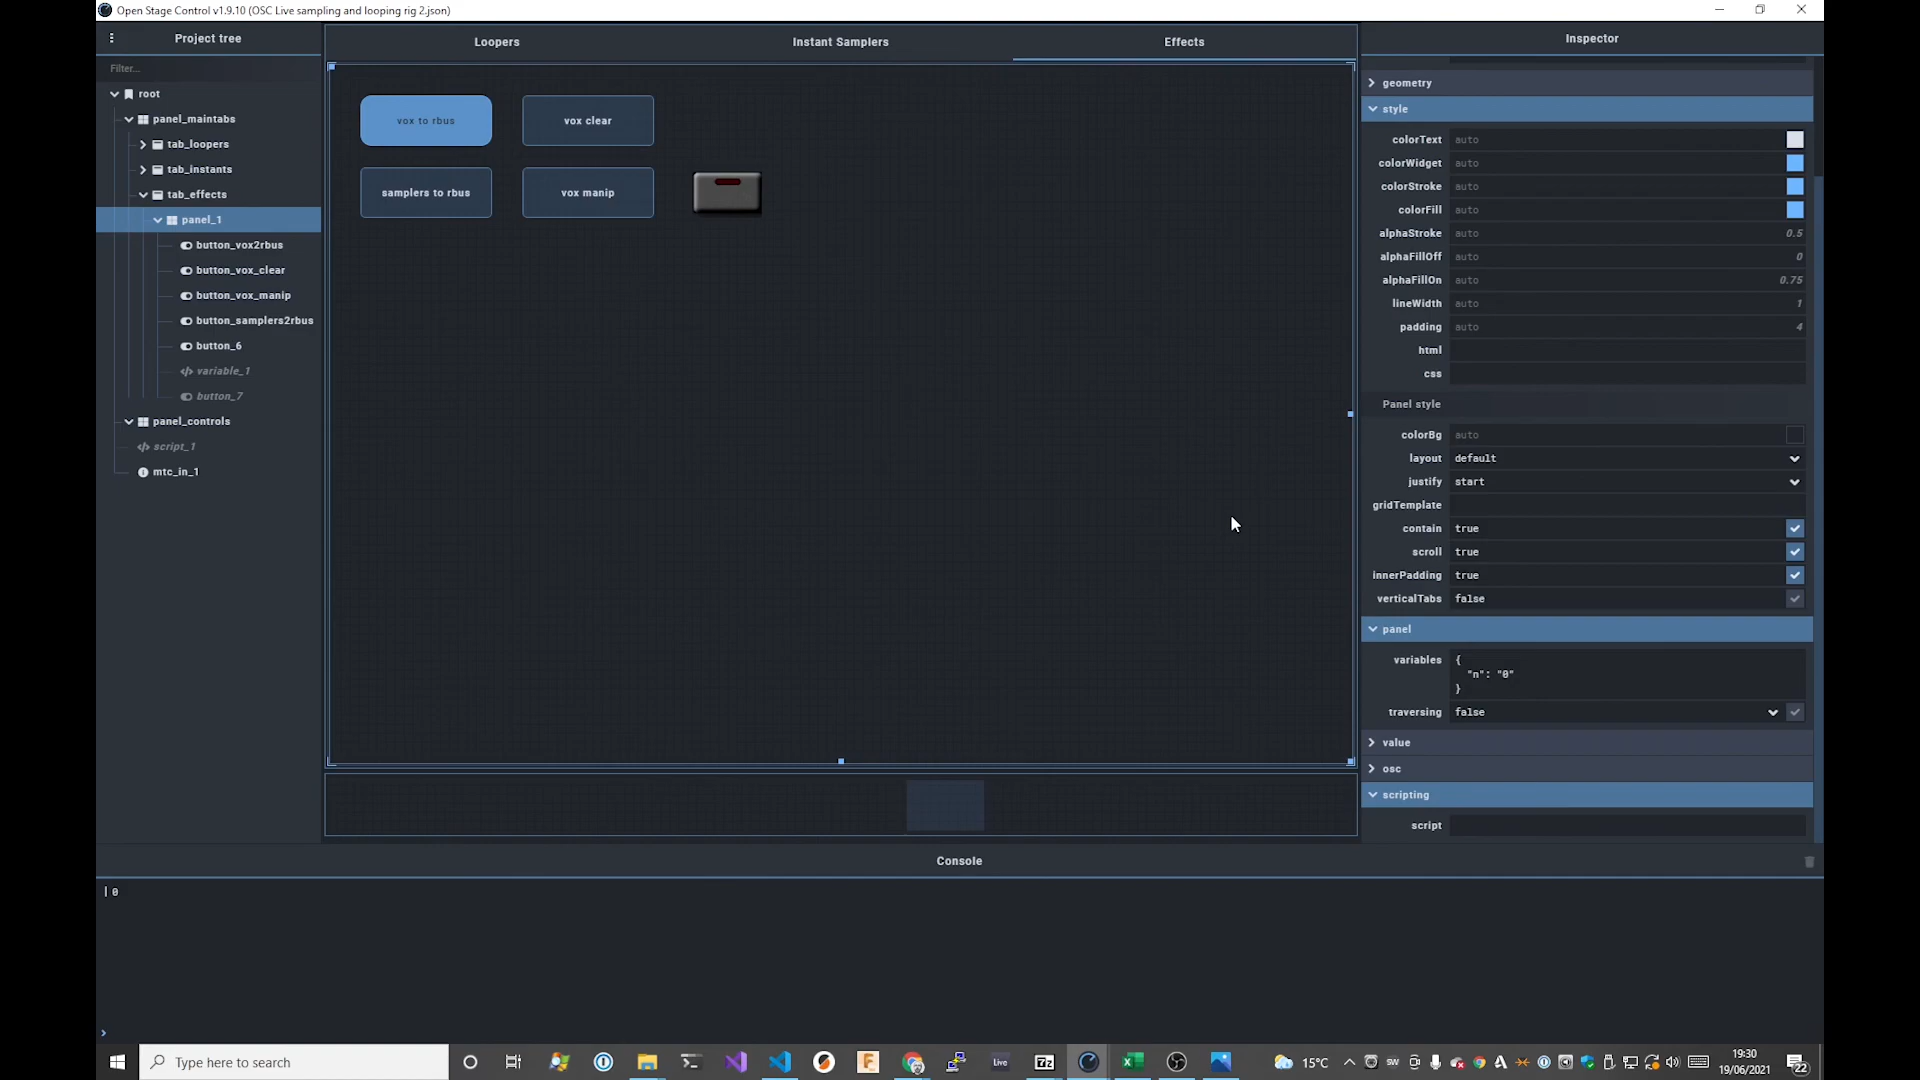 Open Stage Control v1.9.10 (OSC Live sampling and looping rig 2.json)
Project tree
Filter...
root
panel_maintabs
tab_loopers
tab_instants
tab_effects
panel_1
button_vox2rbus
button_vox_clear
button_vox_manip
button_samplers2rbus
button_6
variable_1
button_7
panel_controls
script_1
mtc_in_1
Loopers
Instant Samplers
Effects
vox to rbus
vox clear
samplers to rbus
vox manip
Inspector
geometry
style
colorText auto
colorWidget auto
colorStroke auto
colorFill auto
alphaStroke auto 0.5
alphaFillOff auto 0
alphaFillOn auto 0.75
lineWidth auto 1
padding auto 4
html
css
Panel style
colorBg auto
layout default
justify start
gridTemplate
contain true
scroll true
innerPadding true
verticalTabs false
panel
variables {
"n": "0"
}
traversing false
value
osc
scripting
script
Console
0
Type here to search
Live
7z
15°C
SW
19:30
19/06/2021
22